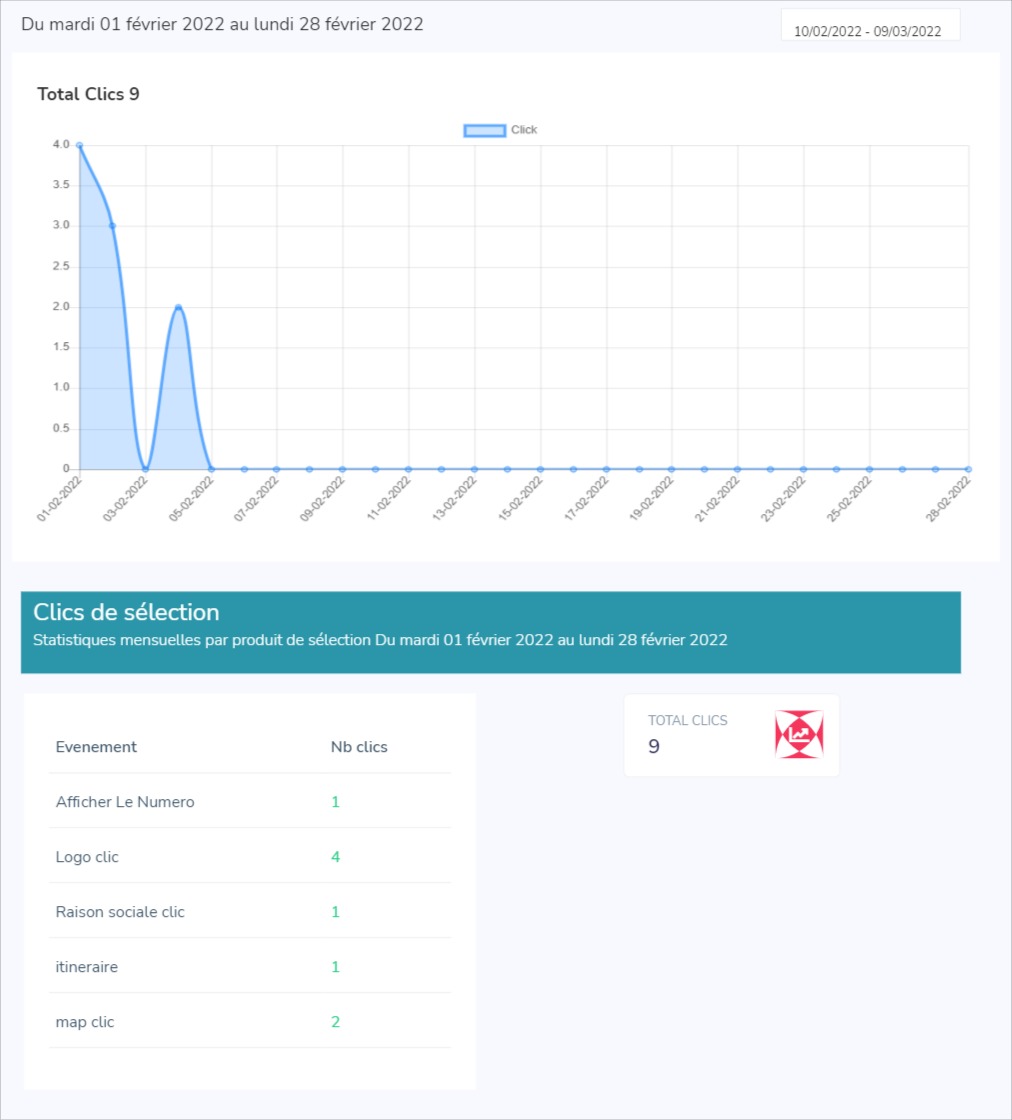 Du mardi 01 février 2022 au lundi 28 février 2022
10/02/2022 - 09/03/2022
Total Clics 9
Click
4.0
3.5
3.0
2.5
2.0
1.5
1.0
0.5
0
01-02-2022
03-02-2022
05-02-2022
07-02-2022
09-02-2022
11-02-2022
13-02-2022
15-02-2022
17-02-2022
19-02-2022
21-02-2022
23-02-2022
25-02-2022
28-02-2022
Clics de sélection
Statistiques mensuelles par produit de sélection Du mardi 01 février 2022 au lundi 28 février 2022
Evenement Nb clics
Afficher Le Numero 1
Logo clic 4
Raison sociale clic 1
itineraire 1
map clic 2
TOTAL CLICS
9